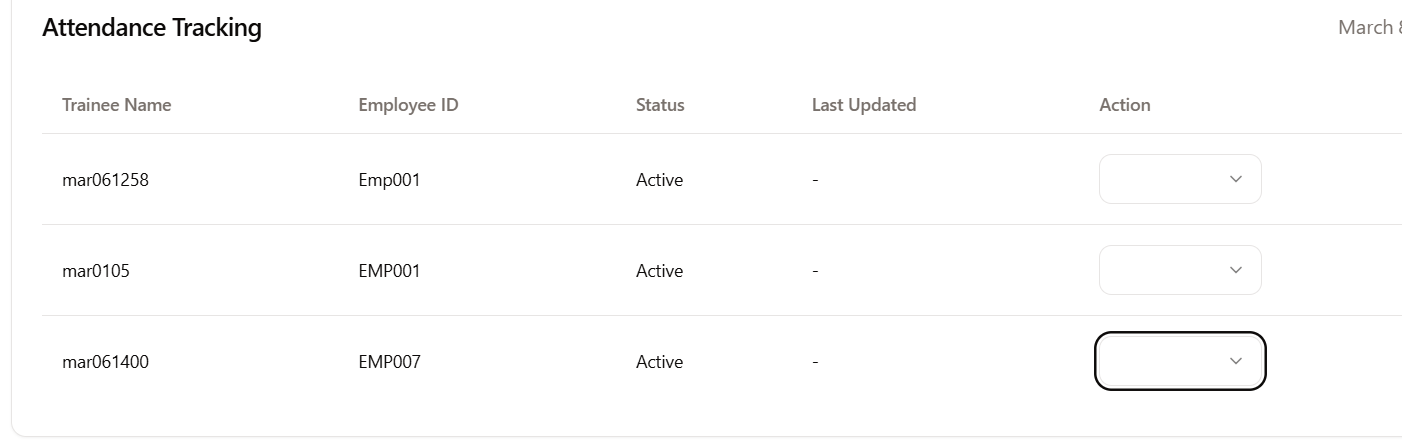 Attendance Tracking March 8
Trainee Name Employee ID Status Last Updated Action
mar061258 Emp001 Active -
mar0105 EMP001 Active -
mar061400 EMP007 Active -